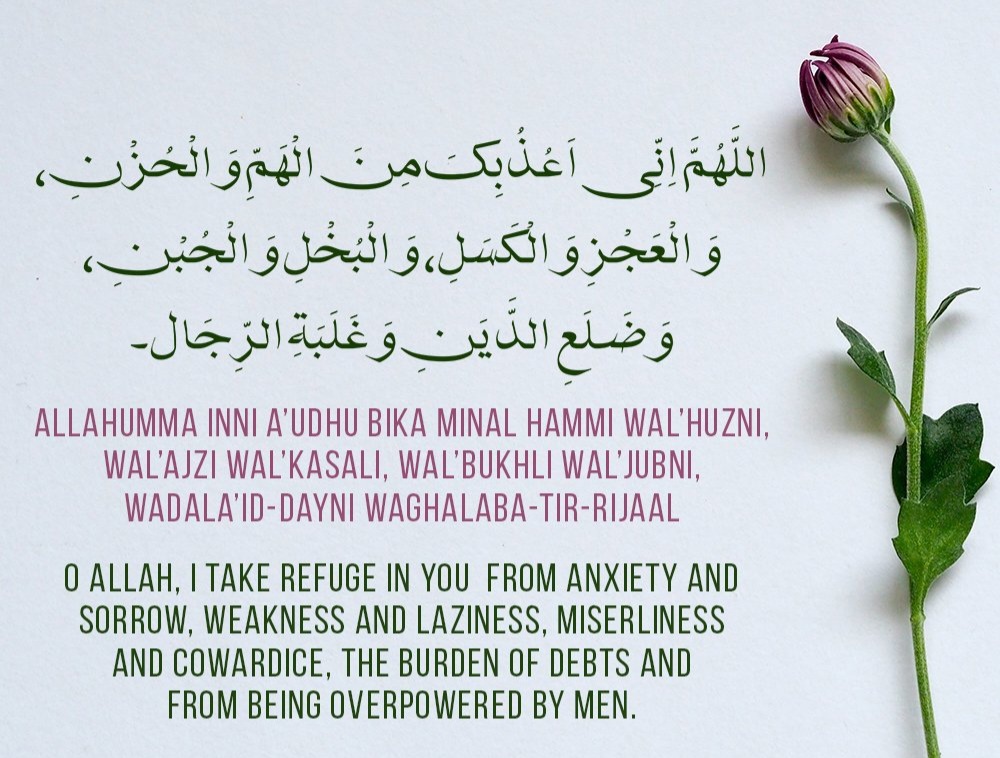 اللَّهُمَّ اِنِّى اَعُذُبِكَ مِنَ الْهَمِّ وَ الْحُزْنِ،
وَ الْعَجْزِ وَ الْكَسَلِ، وَ الْبُخْلِ وَ الْجُبْنِ،
وَ ضَلَعِ الدَّيَنِ وَ غَلَبَةِ الرِّجَال۔
ALLAHUMMA INNI A’UDHU BIKA MINAL HAMMI WAL’HUZNI,
WAL’AJZI WAL’KASALI, WAL’BUKHLI WAL’JUBNI,
WADALA’ID-DAYNI WAGHALABA-TIR-RIJAAL
O ALLAH, I TAKE REFUGE IN YOU FROM ANXIETY AND
SORROW, WEAKNESS AND LAZINESS, MISERLINESS
AND COWARDICE, THE BURDEN OF DEBTS AND
FROM BEING OVERPOWERED BY MEN.